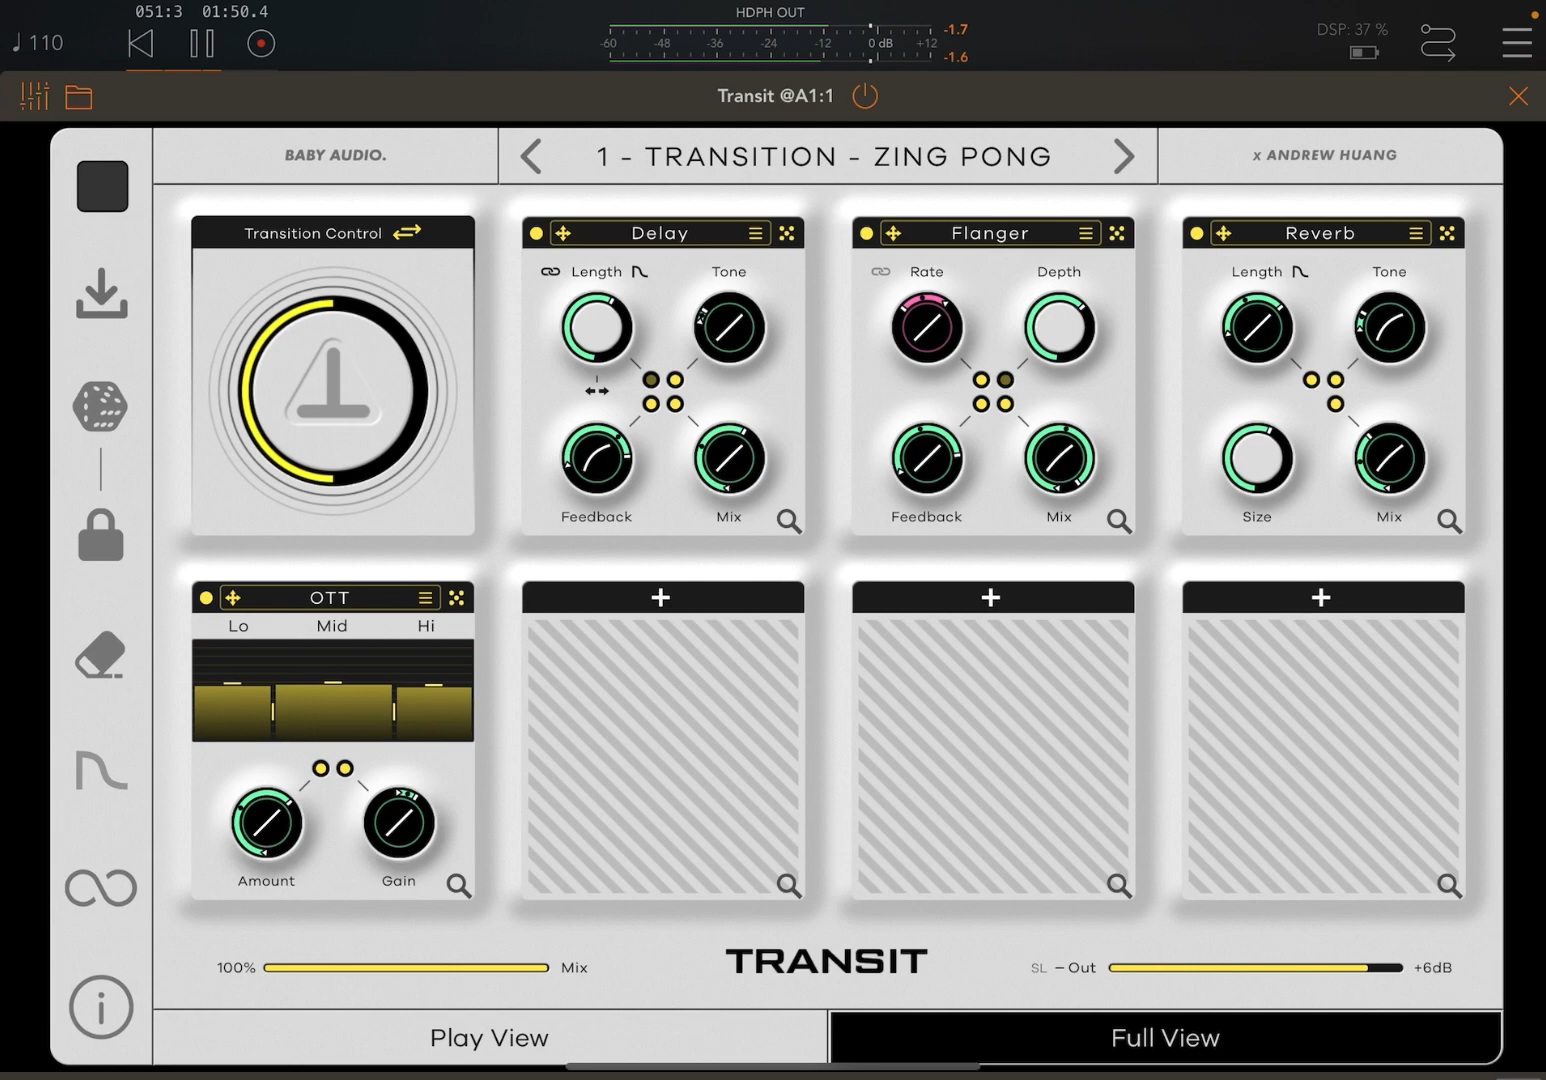 051:3 01:50.4
HDPH OUT
♩110
-60 -48 -36 -24 -12 0 dB +12
-1.7
-1.6
DSP: 37 %
Transit @A1:1
BABY AUDIO.
1 - TRANSITION - ZING PONG
x ANDREW HUANG
Transition Control
Delay
Flanger
Reverb
Length Tone
Rate Depth
Length Tone
Feedback Mix
Feedback Mix
Size Mix
OTT
+
+
+
Lo Mid Hi
Amount Gain
100% Mix
TRANSIT
SL - Out +6dB
Play View
Full View